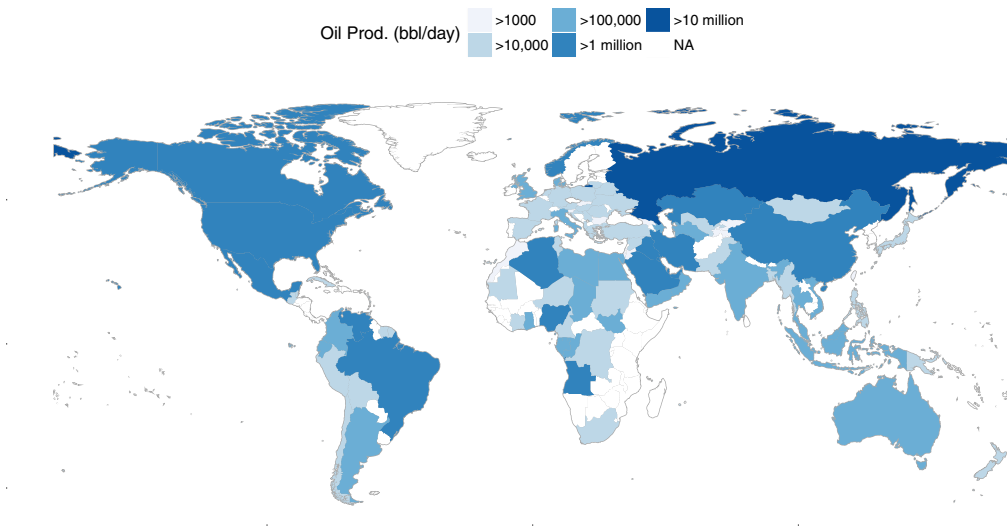 Oil Prod. (bbl/day)
>1000
>10,000
>100,000
>1 million
>10 million
NA